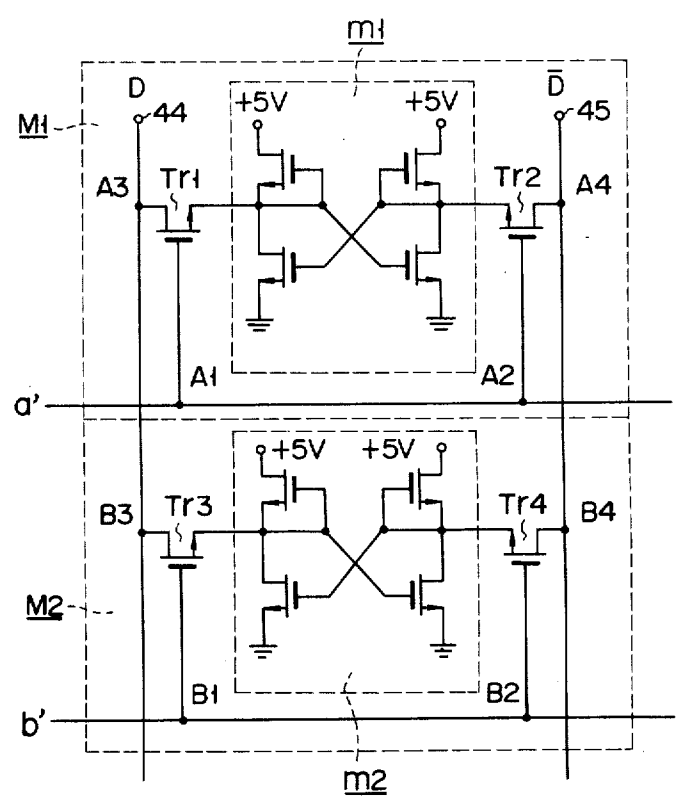 m1
D D̅
M1 44 +5V +5V 45
A3 Tr1 Tr2 A4
A1 A2
a'
+5V +5V
B3 Tr3 Tr4 B4
M2
B1 B2
b'
m2